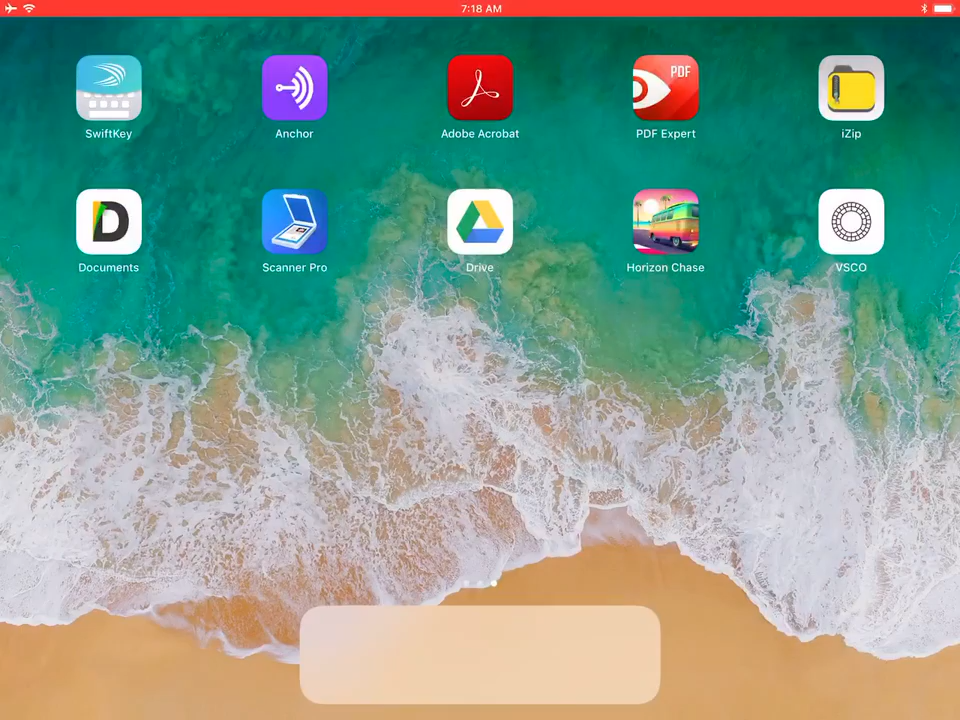 7:18 AM
PDF
SwiftKey
Anchor
Adobe Acrobat
PDF Expert
iZip
D
Documents
Scanner Pro
Drive
Horizon Chase
VSCO